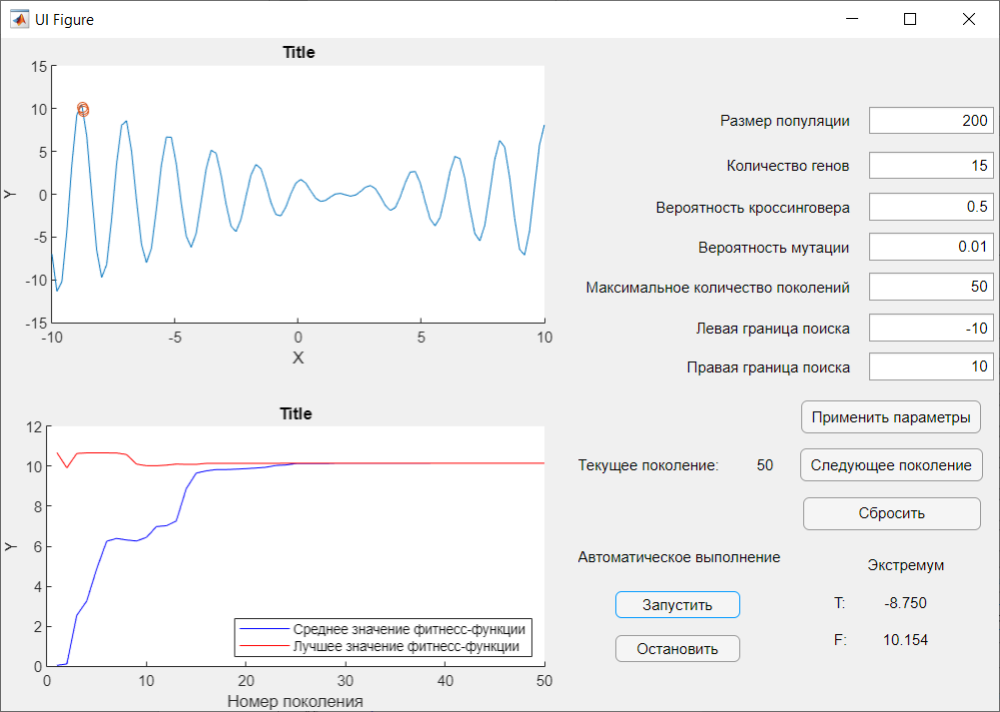 UI Figure
Title
15
10
5
0
-5
-10
-15
Y
-10
-5
0
5
10
X
Размер популяции
200
Количество генов
15
Вероятность кроссинговера
0.5
Вероятность мутации
0.01
Максимальное количество поколений
50
Левая граница поиска
-10
Правая граница поиска
10
Применить параметры
Текущее поколение:
50
Следующее поколение
Сбросить
Автоматическое выполнение
Запустить
Остановить
Экстремум
T:
-8.750
F:
10.154
Title
12
10
8
6
4
2
0
Y
Среднее значение фитнесс-функции
Лучшее значение фитнесс-функции
0
10
20
30
40
50
Номер поколения